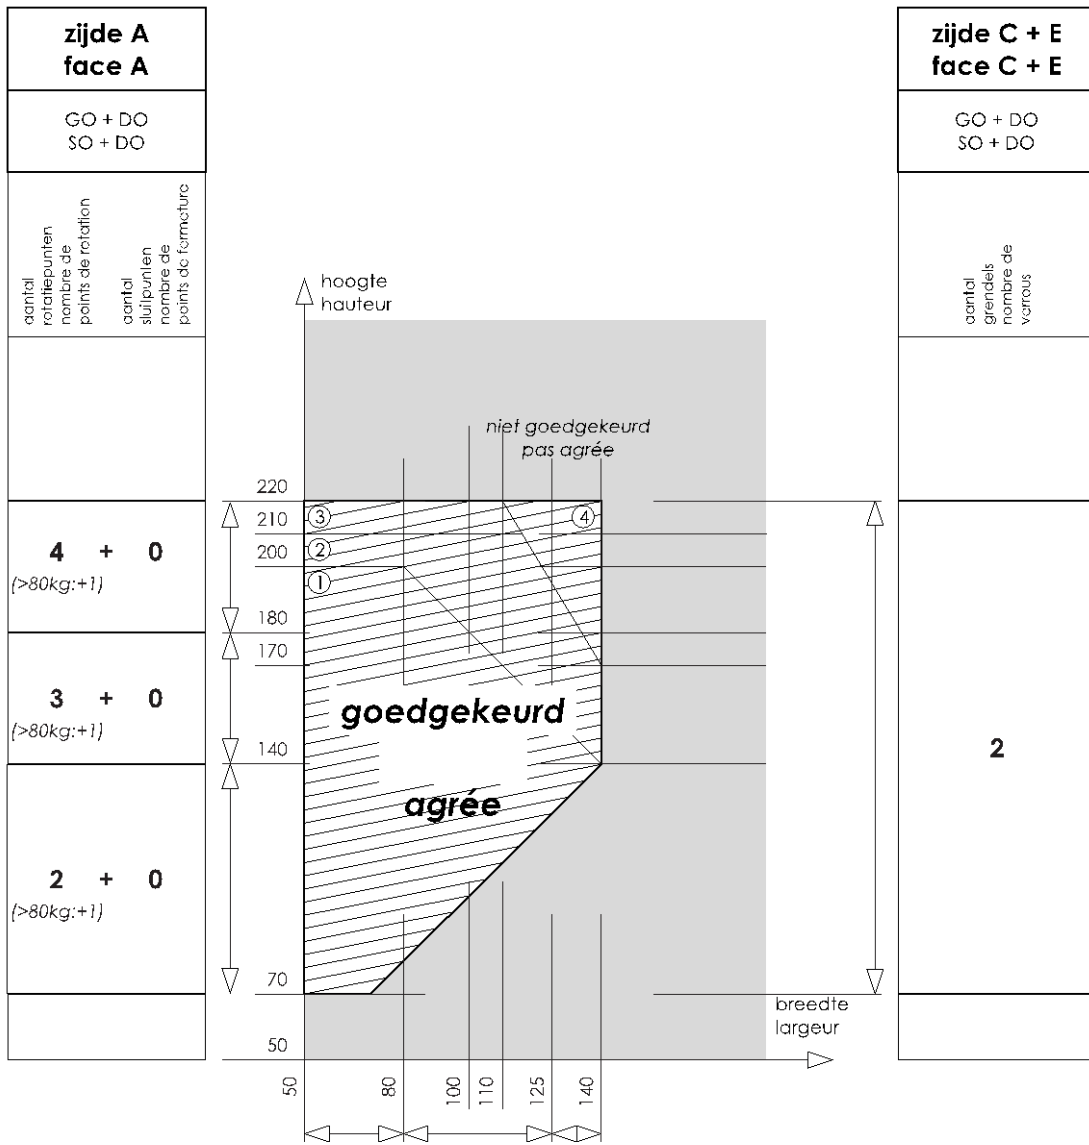 zijde A
face A
GO + DO
SO + DO
aantal
rotatiepunten
nombre de
points de rotation
aantal
sluitpunten
nombre de
points de fermeture
4 + 0
(>80kg:+1)
3 + 0
(>80kg:+1)
2 + 0
(>80kg:+1)
hoogte
hauteur
niet goedgekeurd
pas agrée
220
210
200
180
170
140
70
50
3
2
1
4
goedgekeurd
agrée
breedte
largeur
50
80
100
110
125
140
zijde C + E
face C + E
GO + DO
SO + DO
aantal
grendels
nombre de
verrous
2